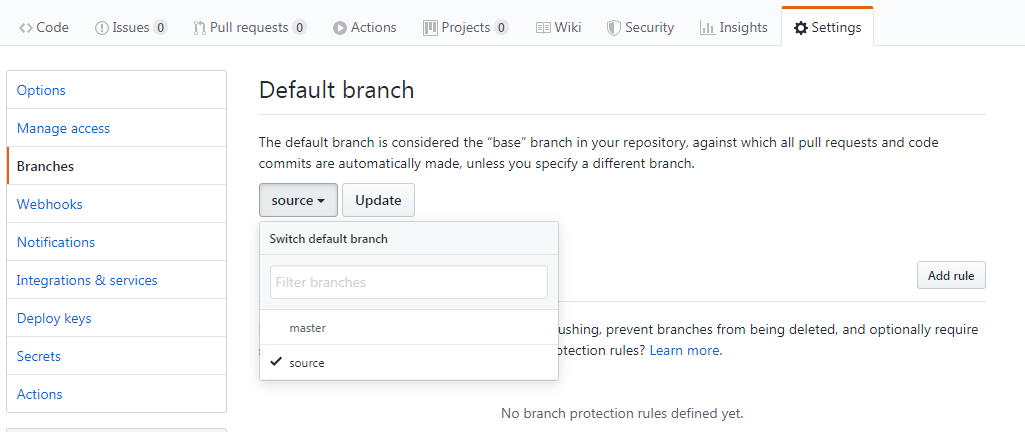 Code Issues 0 Pull requests 0 Actions Projects 0 Wiki Security Insights Settings
Options
Manage access
Branches
Webhooks
Notifications
Integrations & services
Deploy keys
Secrets
Actions
Default branch
The default branch is considered the “base” branch in your repository, against which all pull requests and code
commits are automatically made, unless you specify a different branch.
source Update
Switch default branch
Filter branches
master
source
Add rule
ushing, prevent branches from being deleted, and optionally require
otection rules? Learn more.
No branch protection rules defined yet.